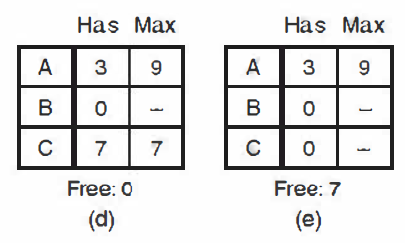 Has Max
A 3 9
B 0 –
C 7 7
Free: 0
(d)
Has Max
A 3 9
B 0 –
C 0 –
Free: 7
(e)